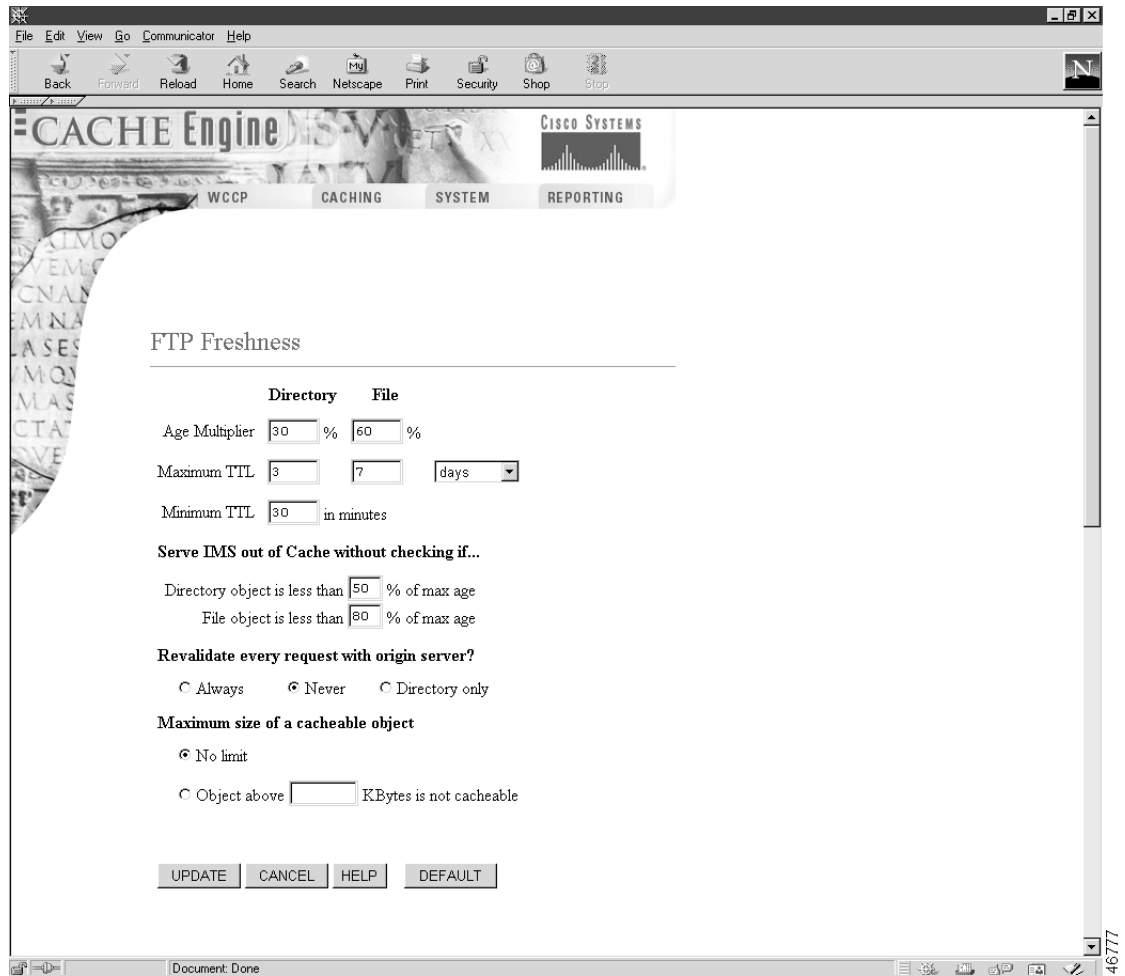 File Edit View Go Communicator Help
My
N
Back Forward Reload Home Search Netscape Print Security Shop Stop
CACHE Engine
CISCO SYSTEMS
WCCP CACHING SYSTEM REPORTING
FTP Freshness
Directory File
Age Multiplier 30 % 60 %
Maximum TTL 3 7 days
Minimum TTL 30 in minutes
Serve IMS out of Cache without checking if...
Directory object is less than 50 % of max age
File object is less than 80 % of max age
Revalidate every request with origin server?
Always Never Directory only
Maximum size of a cacheable object
No limit
Object above KBytes is not cacheable
UPDATE CANCEL HELP DEFAULT
Document: Done
46777